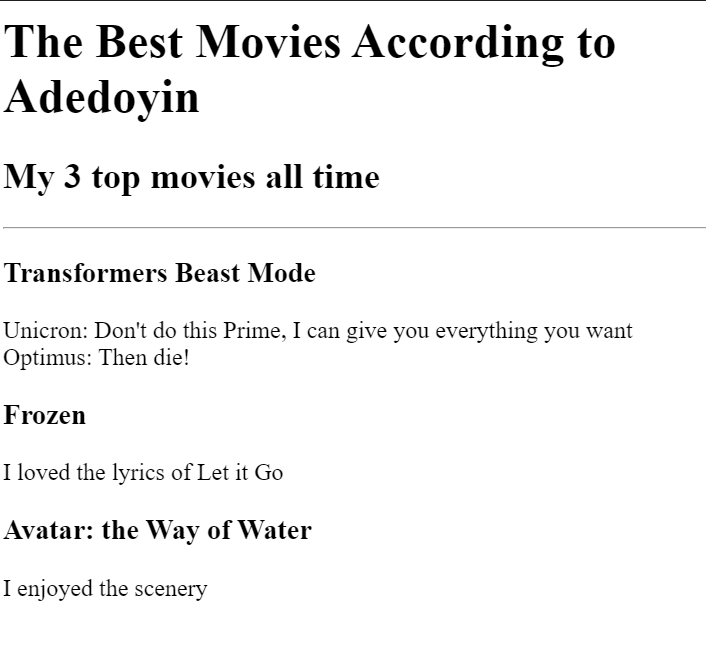 The Best Movies According to
Adedoyin
My 3 top movies all time
Transformers Beast Mode
Unicron: Don't do this Prime, I can give you everything you want
Optimus: Then die!
Frozen
I loved the lyrics of Let it Go
Avatar: the Way of Water
I enjoyed the scenery